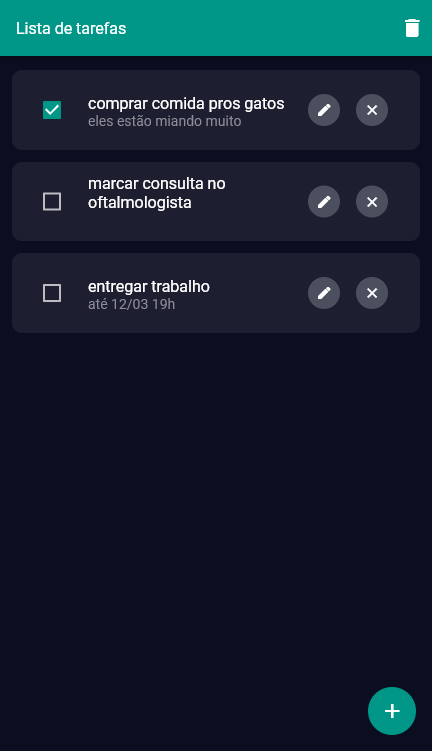 Lista de tarefas
comprar comida pros gatos
eles estão miando muito
marcar consulta no
oftalmologista
entregar trabalho
até 12/03 19h